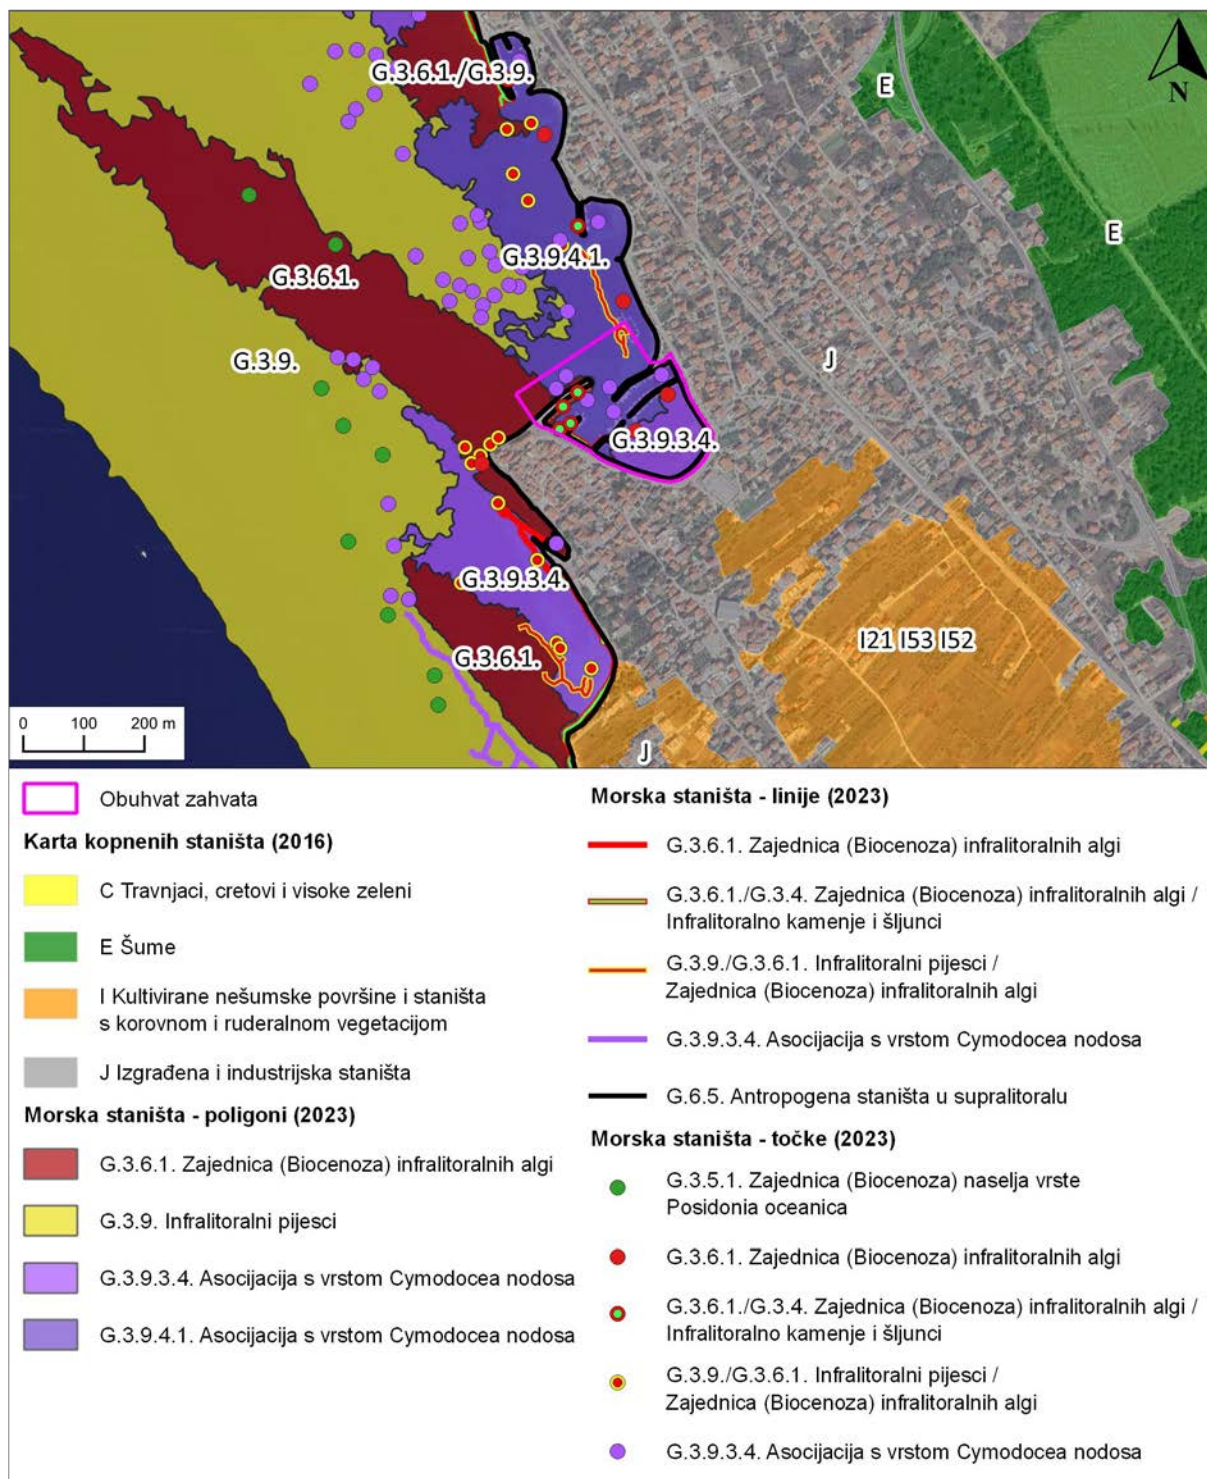 G.3.6.1./G.3.9.
E
N
E
G.3.9.4.1.
G.3.6.1.
G.3.9.
J
G.3.9.3.4.
G.3.9.3.4.
I21 I53 I52
G.3.6.1.
J
0 100 200 m
Obuhvat zahvata
Karta kopnenih staništa (2016)
C Travnjaci, cretovi i visoke zeleni
E Šume
I Kultivirane nešumske površine i staništa
s korovnom i ruderalnom vegetacijom
J Izgrađena i industrijska staništa
Morska staništa - poligoni (2023)
G.3.6.1. Zajednica (Biocenoza) infralitoralnih algi
G.3.9. Infralitoralni pijesci
G.3.9.3.4. Asocijacija s vrstom Cymodocea nodosa
G.3.9.4.1. Asocijacija s vrstom Cymodocea nodosa
Morska staništa - linije (2023)
G.3.6.1. Zajednica (Biocenoza) infralitoralnih algi
G.3.6.1./G.3.4. Zajednica (Biocenoza) infralitoralnih algi /
Infralitoralno kamenje i šljunci
G.3.9./G.3.6.1. Infralitoralni pijesci /
Zajednica (Biocenoza) infralitoralnih algi
G.3.9.3.4. Asocijacija s vrstom Cymodocea nodosa
G.6.5. Antropogena staništa u supralitoralu
Morska staništa - točke (2023)
G.3.5.1. Zajednica (Biocenoza) naselja vrste
Posidonia oceanica
G.3.6.1. Zajednica (Biocenoza) infralitoralnih algi
G.3.6.1./G.3.4. Zajednica (Biocenoza) infralitoralnih algi /
Infralitoralno kamenje i šljunci
G.3.9./G.3.6.1. Infralitoralni pijesci /
Zajednica (Biocenoza) infralitoralnih algi
G.3.9.3.4. Asocijacija s vrstom Cymodocea nodosa